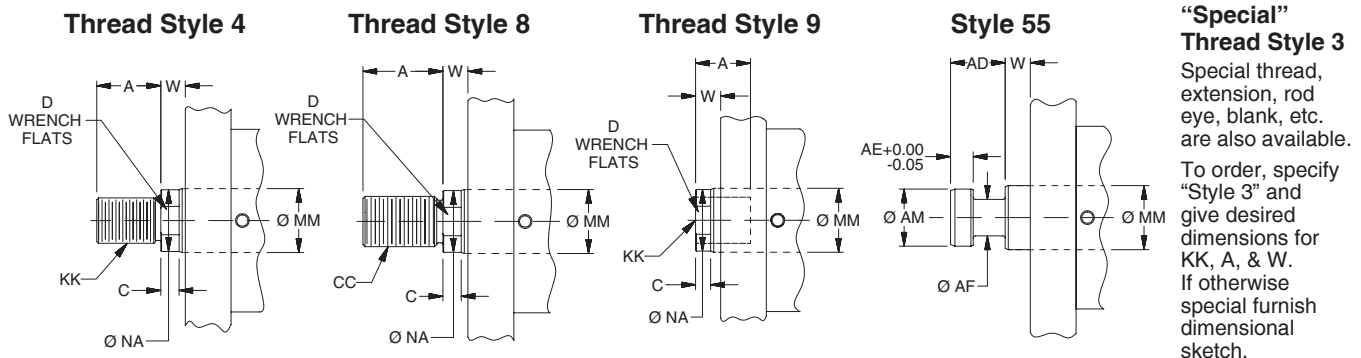 Thread Style 4
A
W
D
WRENCH
FLATS
Ø MM
KK
C
Ø NA
Thread Style 8
A
W
D
WRENCH
FLATS
Ø MM
CC
C
Ø NA
Thread Style 9
A
W
D
WRENCH
FLATS
Ø MM
KK
C
Ø NA
Style 55
AD
W
AE+0.00
-0.05
Ø AM
Ø MM
Ø AF
“Special”
Thread Style 3
Special thread,
extension, rod
eye, blank, etc.
are also available.
To order, specify
“Style 3” and
give desired
dimensions for
KK, A, & W.
If otherwise
special furnish
dimensional
sketch.